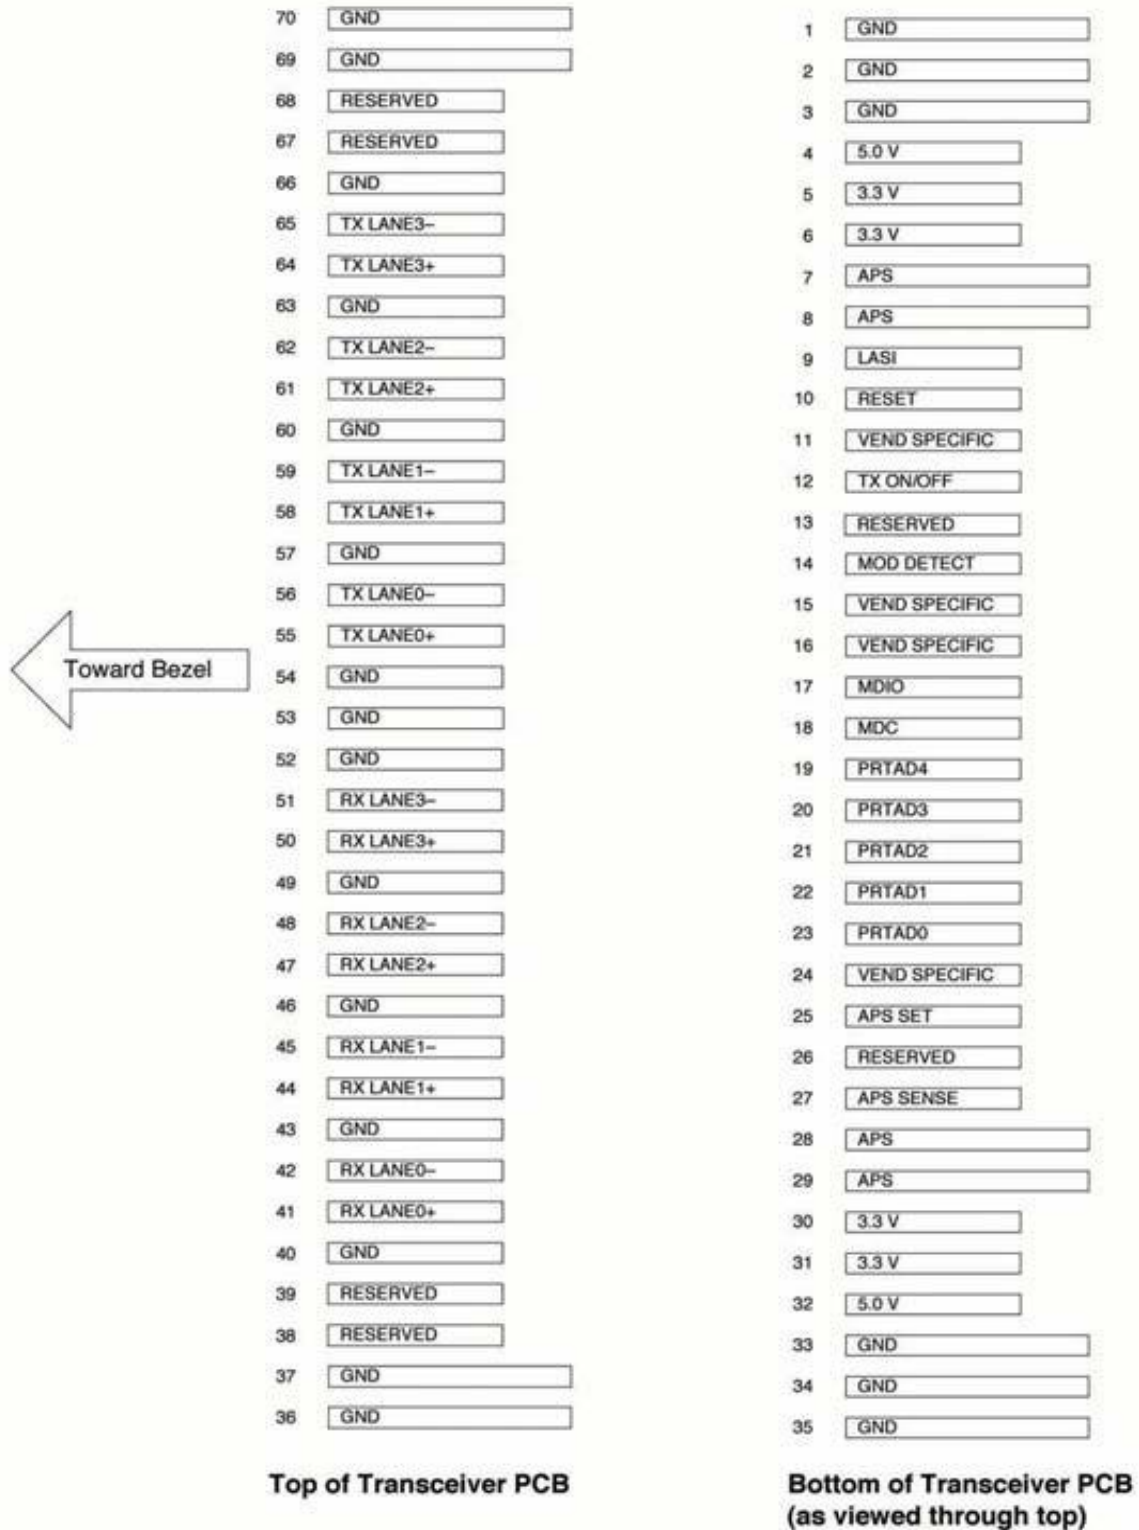 70 GND
69 GND
68 RESERVED
67 RESERVED
66 GND
65 TX LANE3–
64 TX LANE3+
63 GND
62 TX LANE2–
61 TX LANE2+
60 GND
59 TX LANE1–
58 TX LANE1+
57 GND
56 TX LANE0–
55 TX LANE0+
54 GND
53 GND
52 GND
51 RX LANE3–
50 RX LANE3+
49 GND
48 RX LANE2–
47 RX LANE2+
46 GND
45 RX LANE1–
44 RX LANE1+
43 GND
42 RX LANE0–
41 RX LANE0+
40 GND
39 RESERVED
38 RESERVED
37 GND
36 GND
Toward Bezel
Top of Transceiver PCB
1 GND
2 GND
3 GND
4 5.0 V
5 3.3 V
6 3.3 V
7 APS
8 APS
9 LASI
10 RESET
11 VEND SPECIFIC
12 TX ON/OFF
13 RESERVED
14 MOD DETECT
15 VEND SPECIFIC
16 VEND SPECIFIC
17 MDIO
18 MDC
19 PRTAD4
20 PRTAD3
21 PRTAD2
22 PRTAD1
23 PRTAD0
24 VEND SPECIFIC
25 APS SET
26 RESERVED
27 APS SENSE
28 APS
29 APS
30 3.3 V
31 3.3 V
32 5.0 V
33 GND
34 GND
35 GND
Bottom of Transceiver PCB
(as viewed through top)